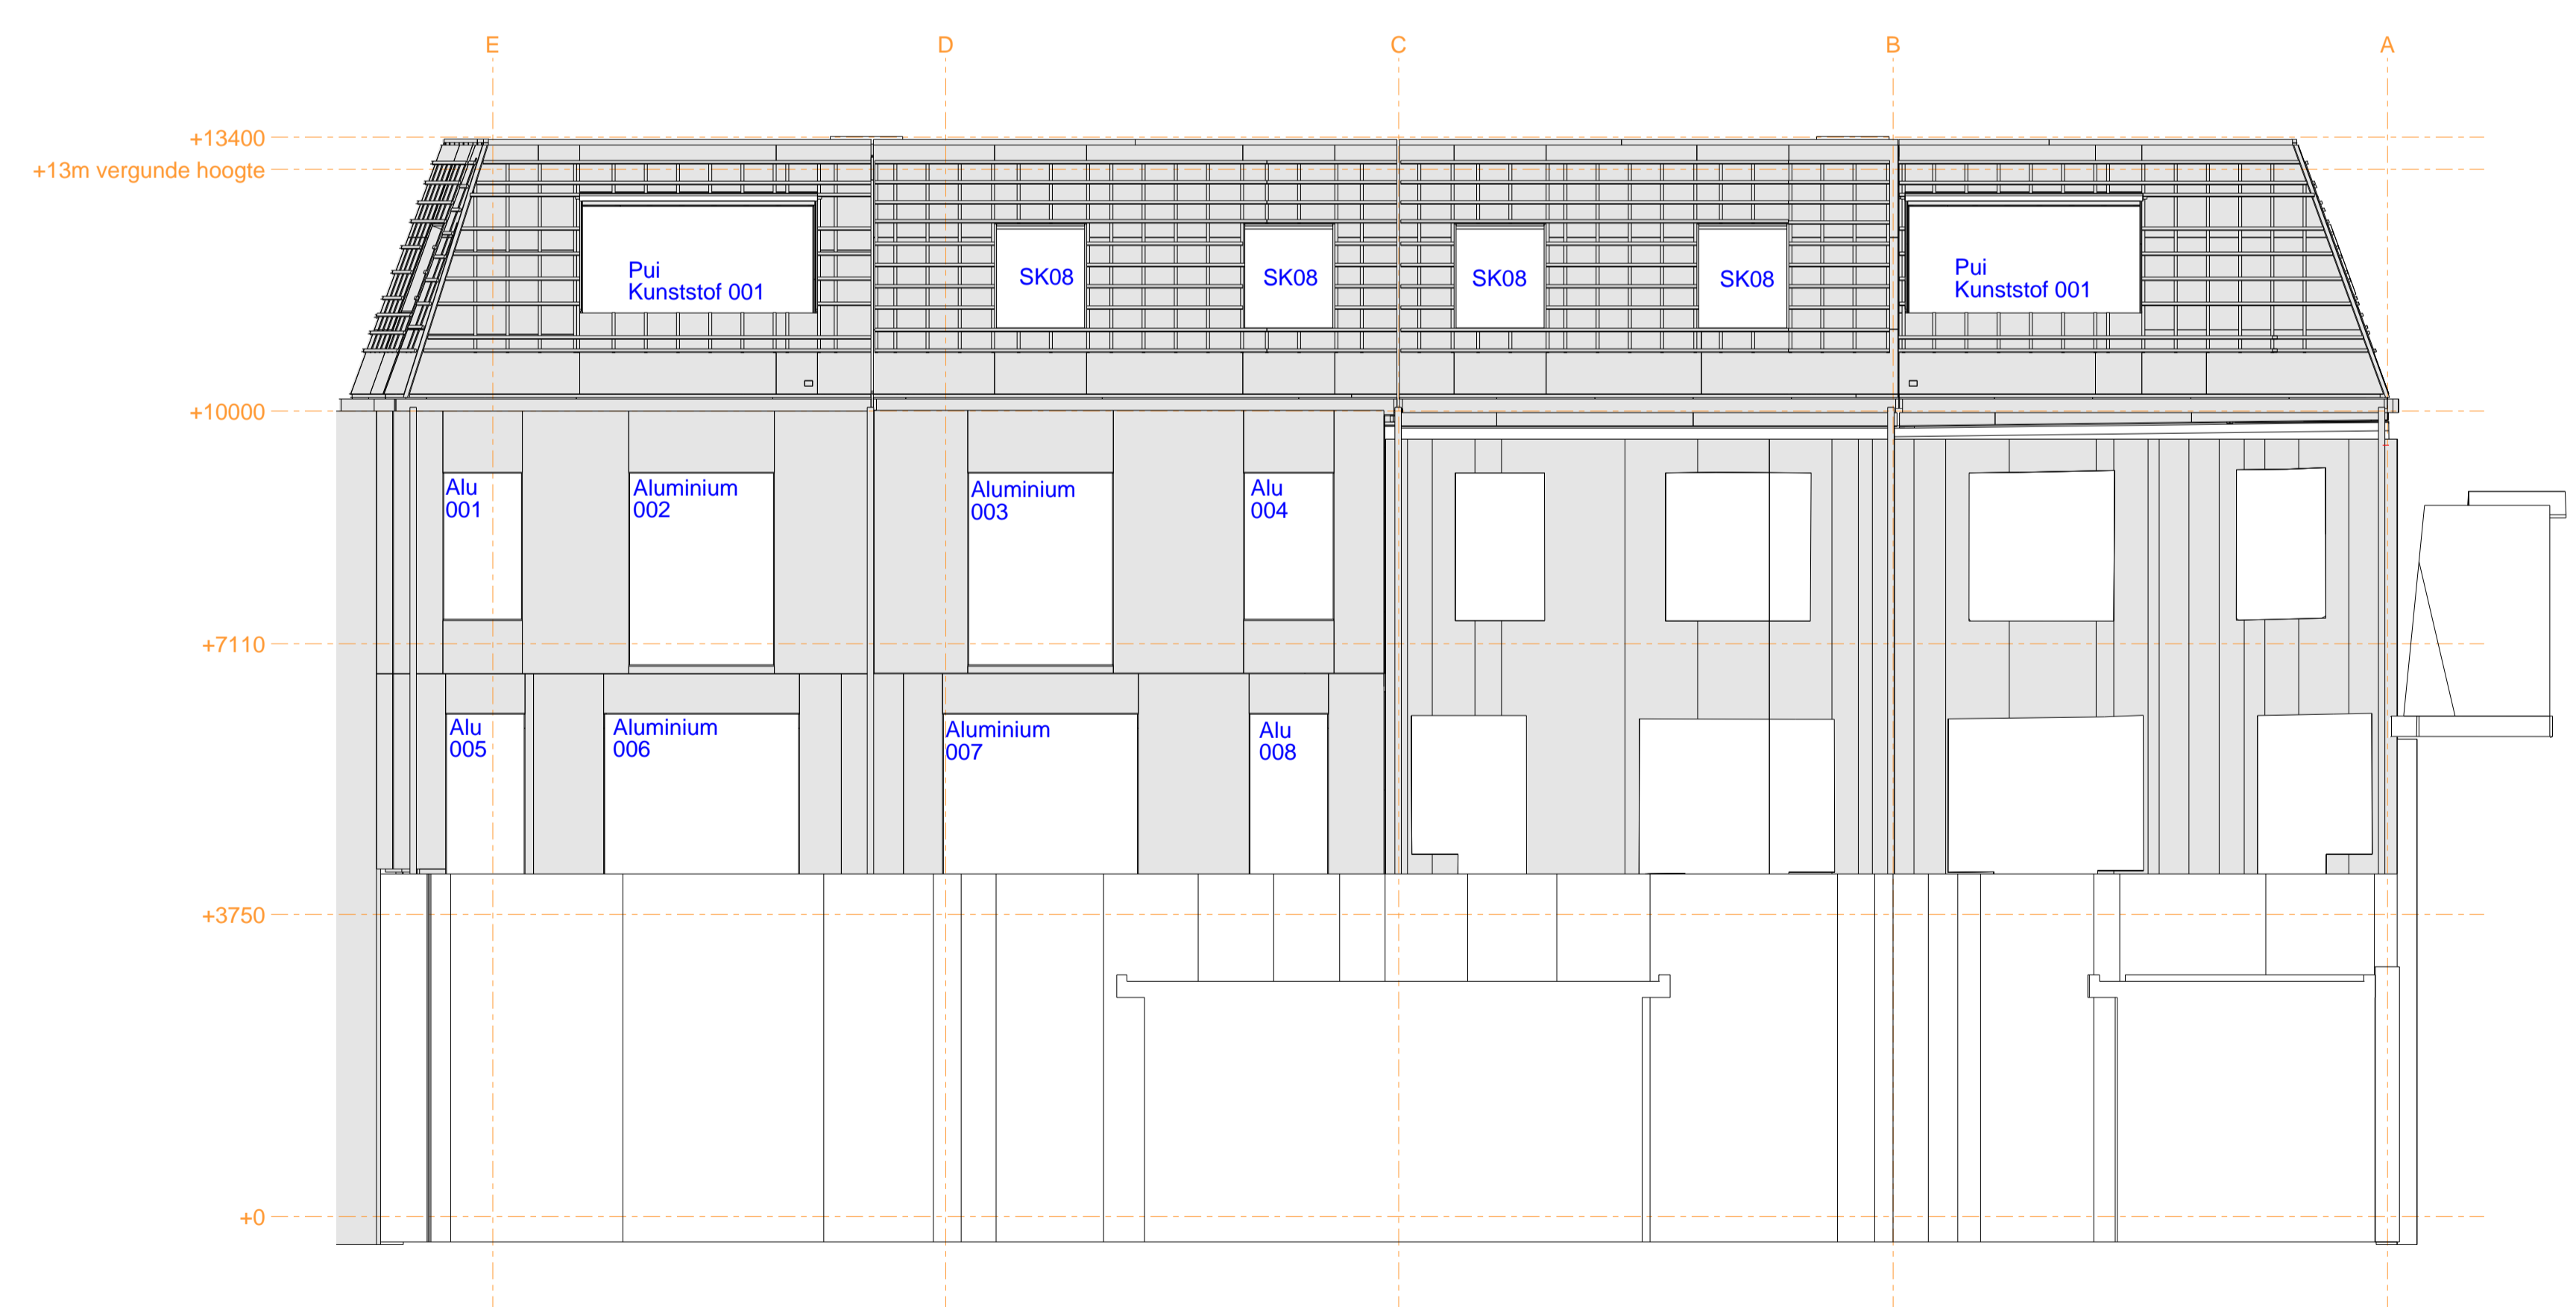 E D C B A
+13400
+13m vergunde hoogte
Pui
Kunststof 001
SK08 SK08 SK08 SK08
Pui
Kunststof 001
+10000
Alu
001
Aluminium
002
Aluminium
003
Alu
004
+7110
Alu
005
Aluminium
006
Aluminium
007
Alu
008
+3750
+0